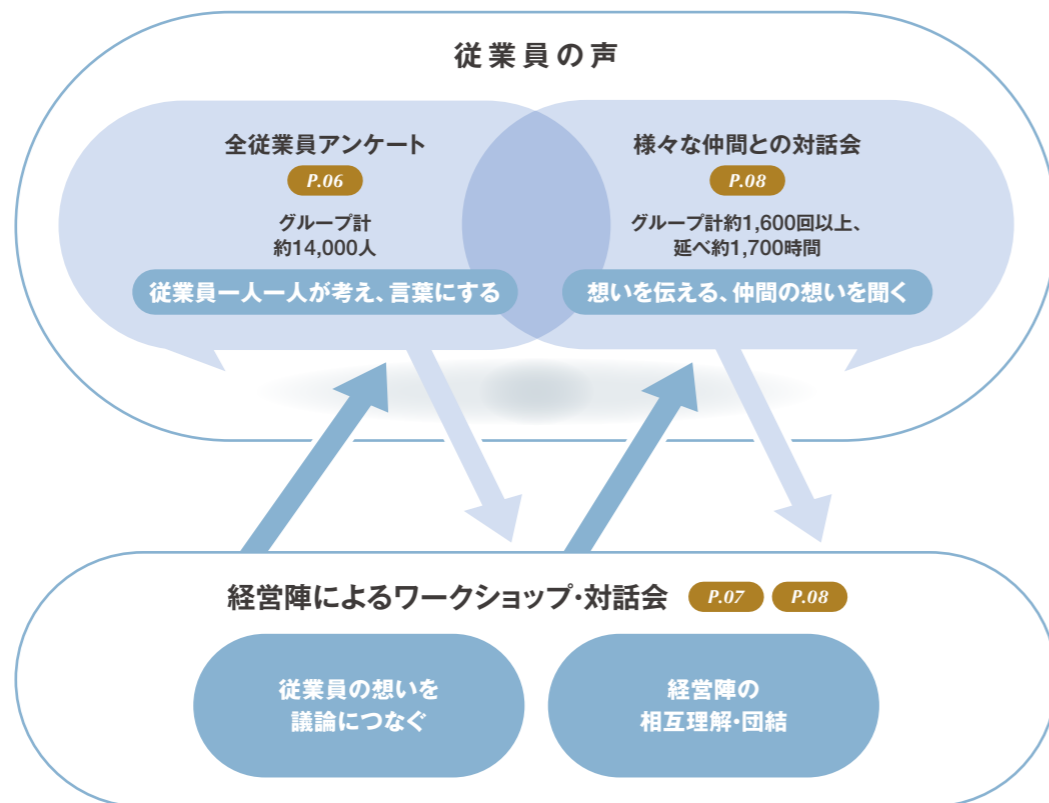 従業員の声
全従業員アンケート
P.06
グループ計
約14,000人
従業員一人一人が考え、言葉にする
様々な仲間との対話会
P.08
グループ計約1,600回以上、
延べ約1,700時間
想いを伝える、仲間の想いを聞く
経営陣によるワークショップ・対話会 P.07 P.08
従業員の想いを
議論につなぐ
経営陣の
相互理解・団結